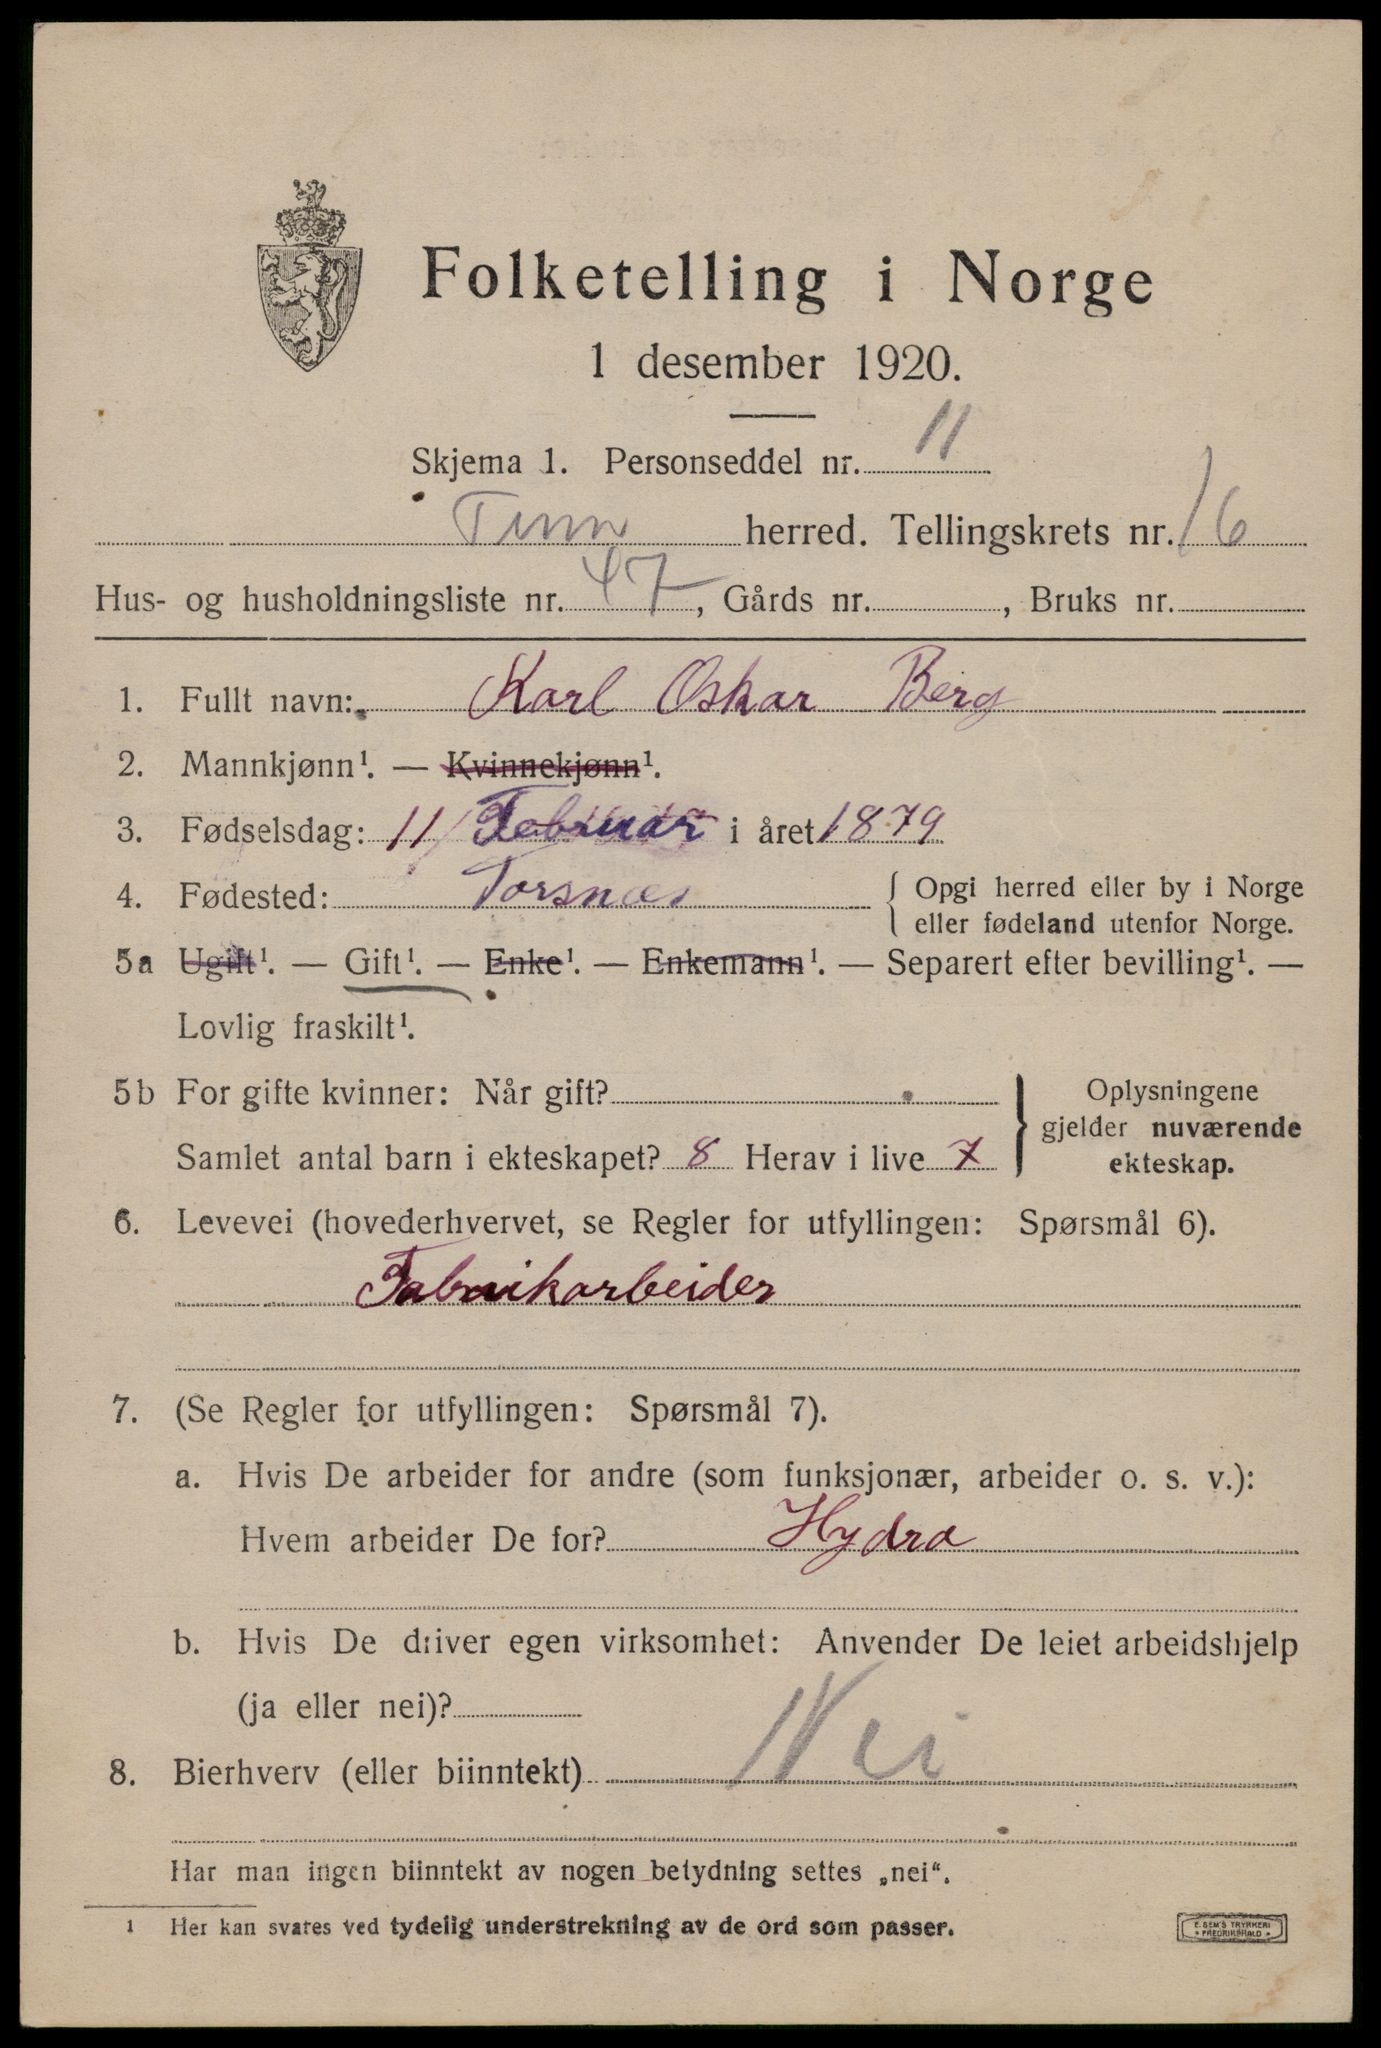 Folketelling i Norge
1 desember 1920.
Skjema 1. Personseddel nr. 11
Tinn herred. Tellingskrets nr. 16
Hus- og husholdningsliste nr. 47, Gårds nr. , Bruks nr.
1. Fullt navn: Karl Oskar Berg
2. Mannkjønn¹. — Kvinnekjønn¹.
3. Fødselsdag: 11/ Februar i året 1879
4. Fødested: Torsnæs { Opgi herred eller by i Norge
eller fødeland utenfor Norge.
5a Ugift¹. — Gift¹. — Enke¹. — Enkemann¹. — Separert efter bevilling¹. —
Lovlig fraskilt¹.
5b For gifte kvinner: Når gift? } Oplysningene
gjelder nuværende
Samlet antal barn i ekteskapet? 8 Herav i live 7 ekteskap.
6. Levevei (hovederhvervet, se Regler for utfyllingen: Spørsmål 6).
Fabrikarbeider
7. (Se Regler for utfyllingen: Spørsmål 7).
a. Hvis De arbeider for andre (som funksjonær, arbeider o. s. v.):
Hvem arbeider De for? Hydro
b. Hvis De driver egen virksomhet: Anvender De leiet arbeidshjelp
(ja eller nei)?
8. Bierhverv (eller biinntekt) Nei
Har man ingen biinntekt av nogen betydning settes „nei".
1 Her kan svares ved tydelig understrekning av de ord som passer.
E. SEM'S TRYKKERI
• FREDRIKSHALD •